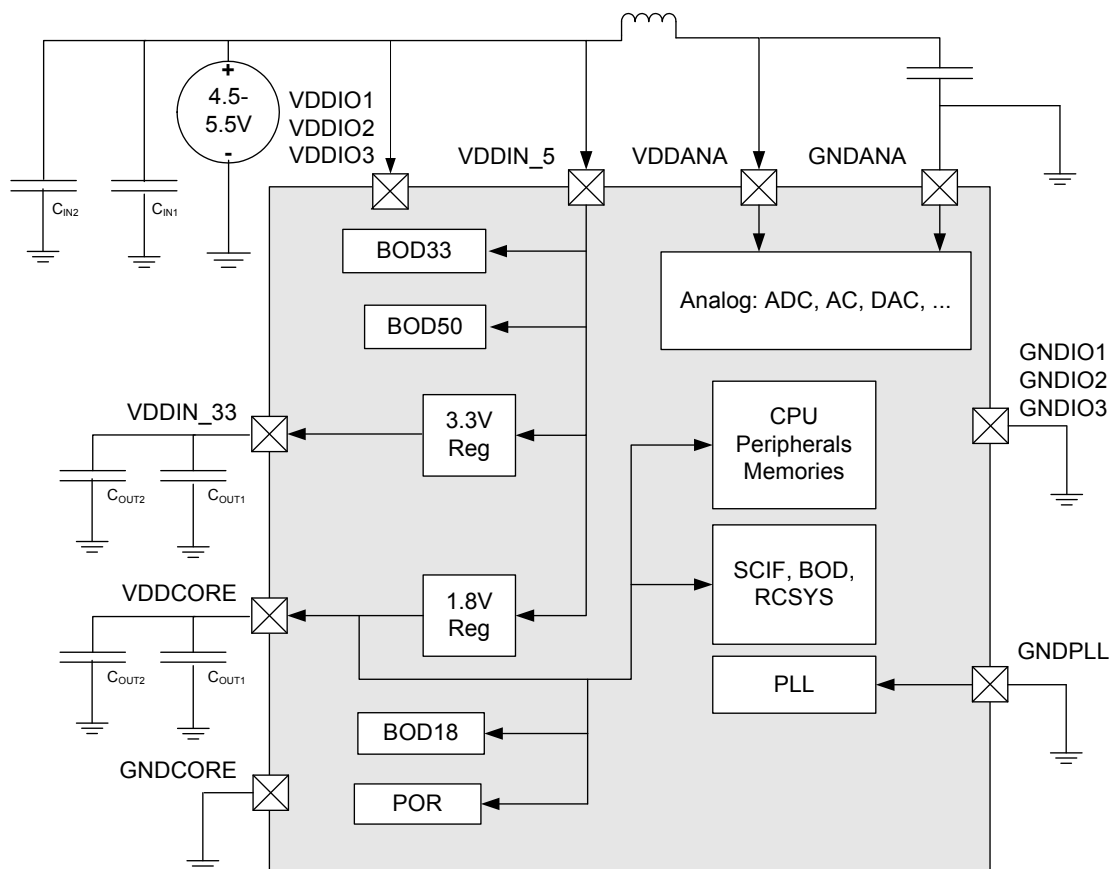 +
4.5-
5.5V
-
VDDIO1
VDDIO2
VDDIO3
VDDIN_5
VDDANA
GNDANA
CIN2
CIN1
BOD33
BOD50
Analog: ADC, AC, DAC, ...
GNDIO1
GNDIO2
GNDIO3
VDDIN_33
3.3V
Reg
CPU
Peripherals
Memories
COUT2
COUT1
VDDCORE
1.8V
Reg
SCIF, BOD,
RCSYS
COUT2
COUT1
GNDPLL
PLL
BOD18
GNDCORE
POR